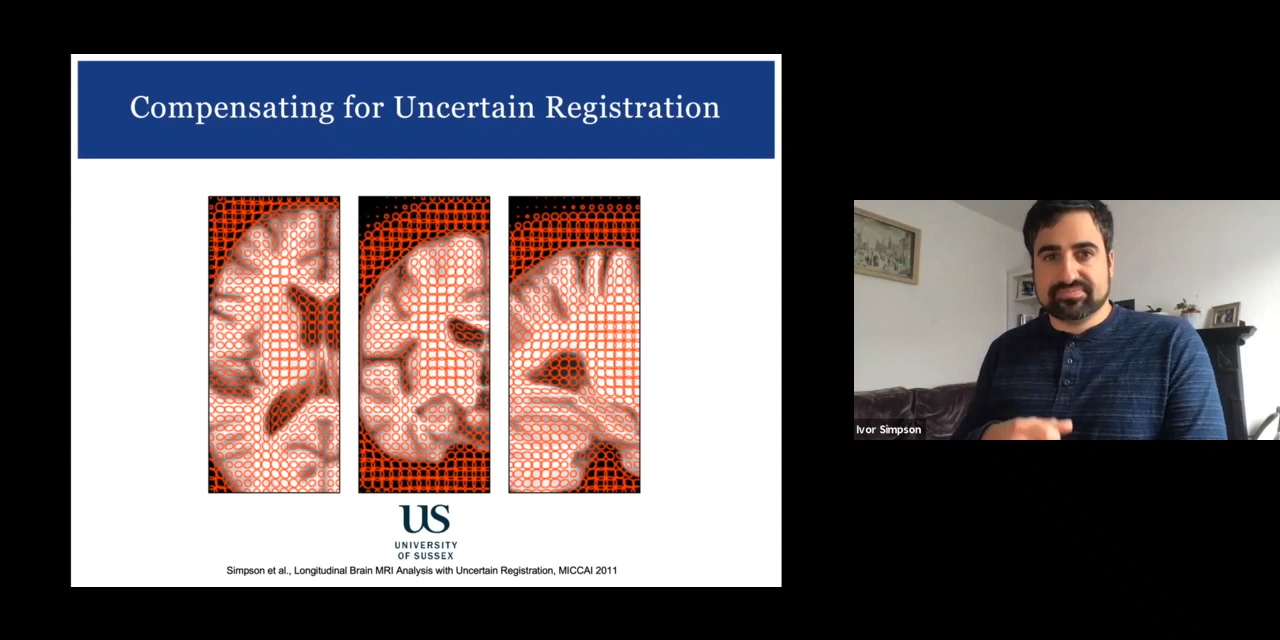 Compensating for Uncertain Registration
US
UNIVERSITY
OF SUSSEX
Simpson et al., Longitudinal Brain MRI Analysis with Uncertain Registration, MICCAI 2011
Ivor Simpson